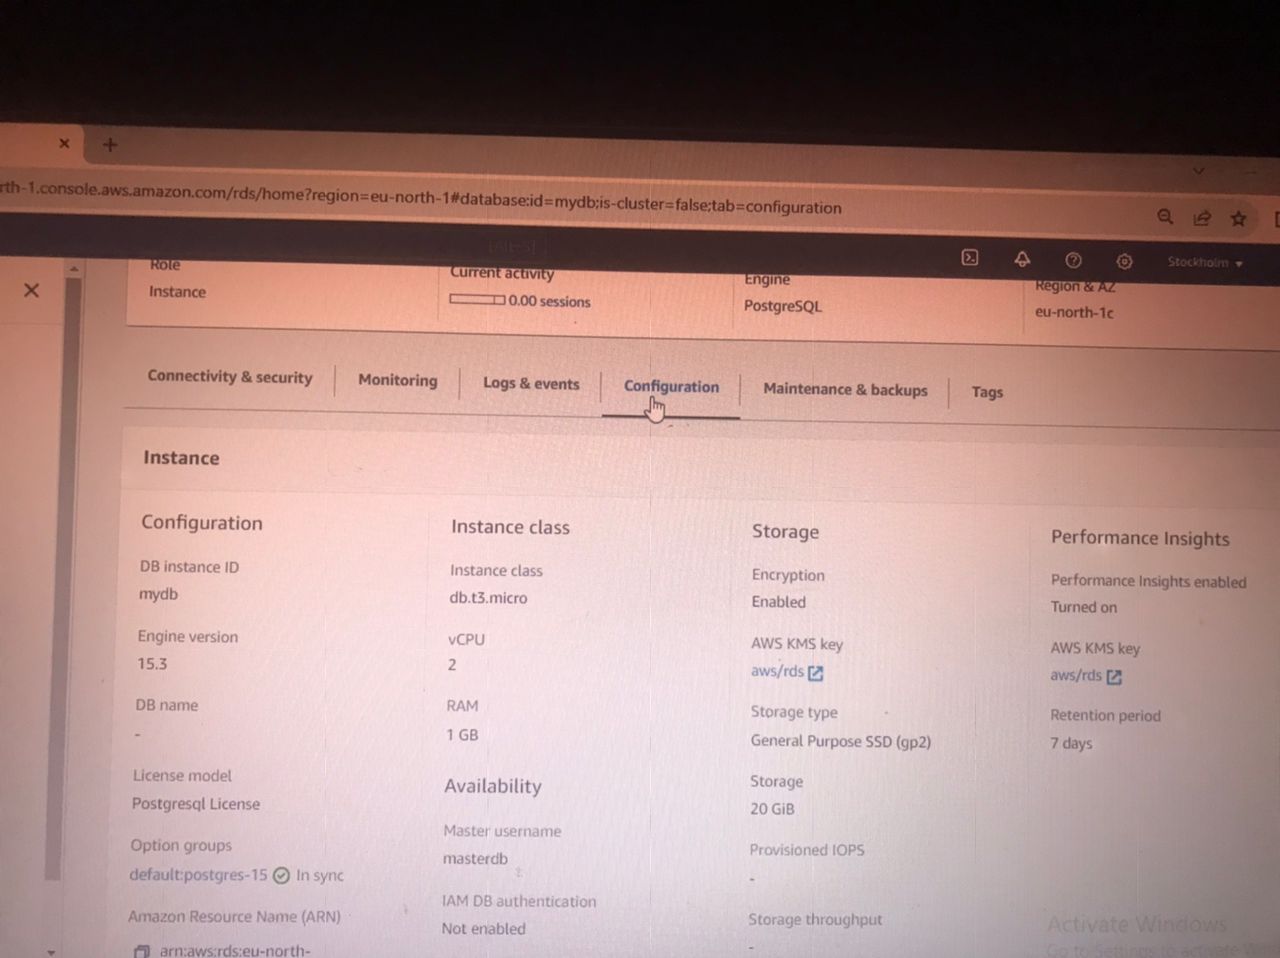 rth-1.console.aws.amazon.com/rds/home?region=eu-north-1#database:id=mydb;is-cluster=false;tab=configuration
[Alt+S]
Stockholm
Role
Instance
Current activity
0.00 sessions
Engine
PostgreSQL
Region & AZ
eu-north-1c
Connectivity & security
Monitoring
Logs & events
Configuration
Maintenance & backups
Tags
Instance
Configuration
DB instance ID
mydb
Engine version
15.3
DB name
-
License model
Postgresql License
Option groups
default:postgres-15 In sync
Amazon Resource Name (ARN)
arn:aws:rds:eu-north-
Instance class
Instance class
db.t3.micro
vCPU
2
RAM
1 GB
Availability
Master username
masterdb
IAM DB authentication
Not enabled
Storage
Encryption
Enabled
AWS KMS key
aws/rds
Storage type
General Purpose SSD (gp2)
Storage
20 GiB
Provisioned IOPS
-
Storage throughput
-
Performance Insights
Performance Insights enabled
Turned on
AWS KMS key
aws/rds
Retention period
7 days
Activate Windows
Go to Settings to activate